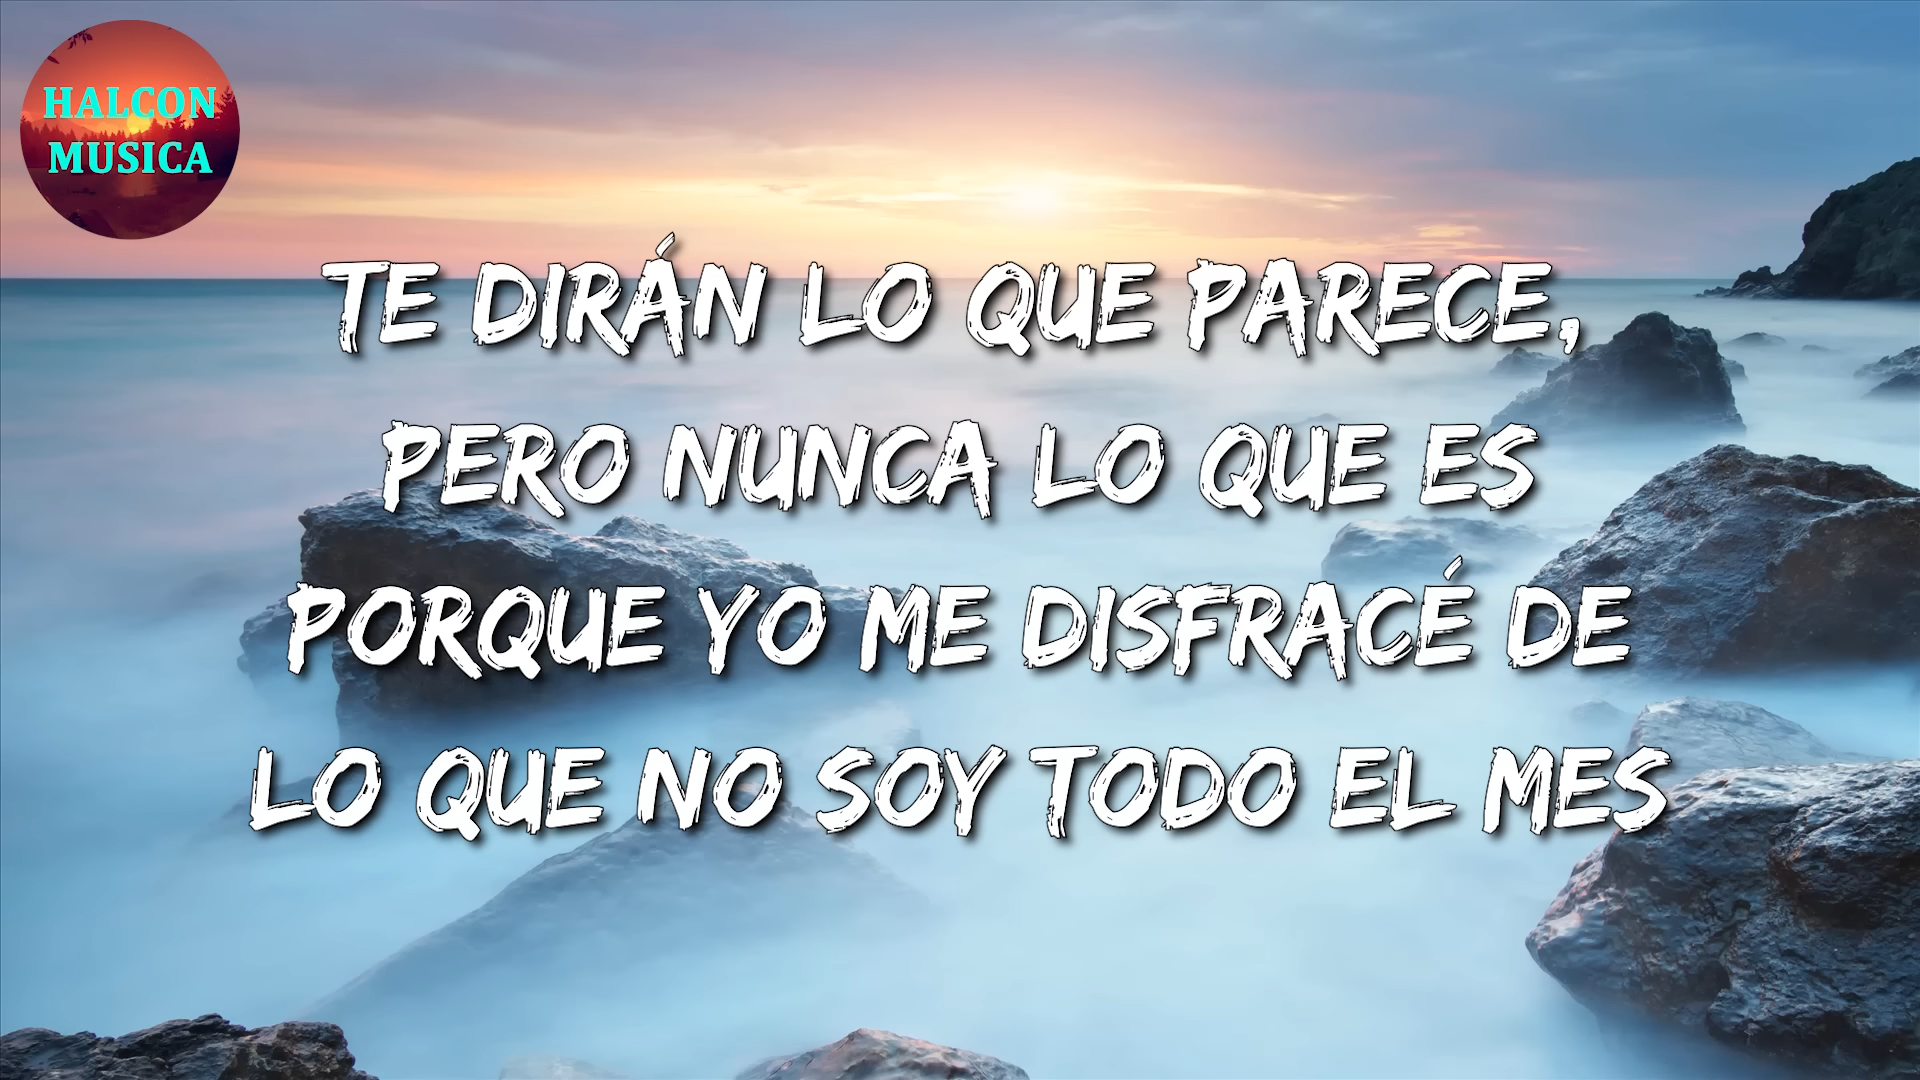 HALCON
MUSICA
TE DIRÁN LO QUE PARECE,
PERO NUNCA LO QUE ES
PORQUE YO ME DISFRACÉ DE
LO QUE NO SOY TODO EL MES